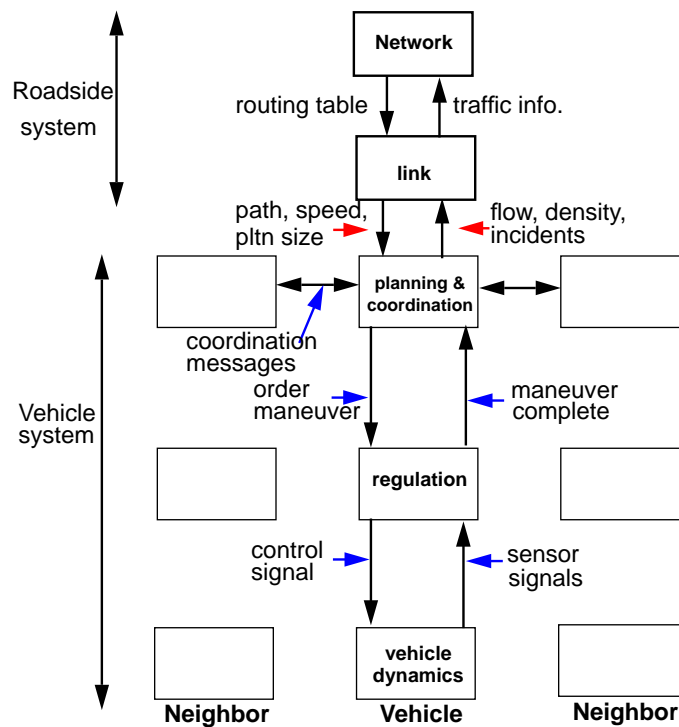 Network
Roadside
system
routing table
traffic info.
link
path, speed,
pltn size
flow, density,
incidents
planning &
coordination
coordination
messages
order
maneuver
maneuver
complete
Vehicle
system
regulation
control
signal
sensor
signals
vehicle
dynamics
Neighbor
Vehicle
Neighbor